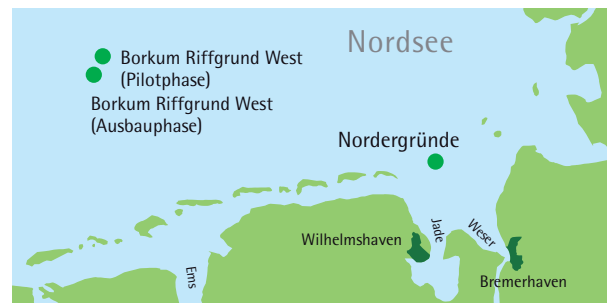 Nordsee
Borkum Riffgrund West
(Pilotphase)
Borkum Riffgrund West
(Ausbauphase)
Nordergründe
Wilhelmshaven
Jade
Weser
Ems
Bremerhaven